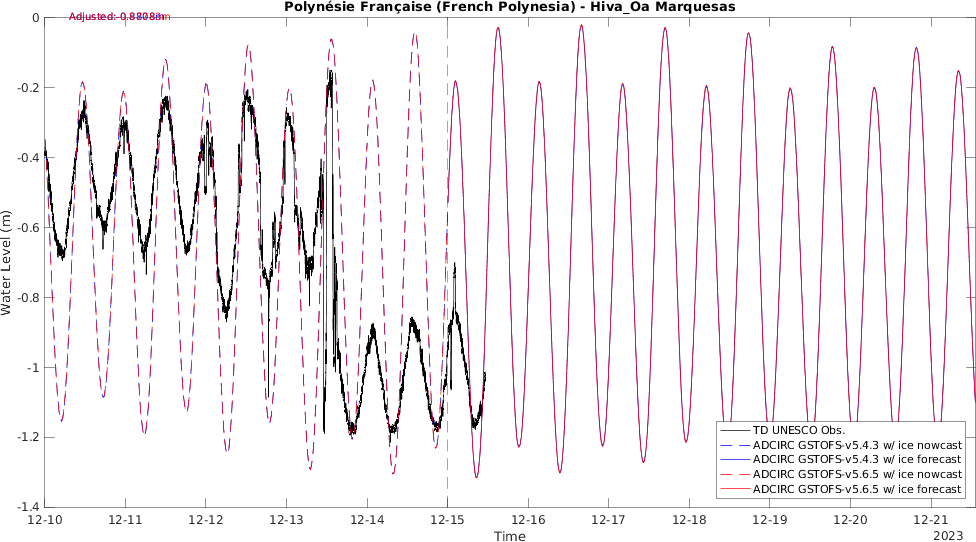 Polynésie Française (French Polynesia) - Hiva_Oa Marquesas
Water Level (m)
0
-0.2
-0.4
-0.6
-0.8
-1
-1.2
-1.4
12-10
12-11
12-12
12-13
12-14
12-15
12-16
12-17
12-18
12-19
12-20
12-21
Time
2023
TD UNESCO Obs.
ADCIRC GSTOFS-v5.4.3 w/ ice nowcast
ADCIRC GSTOFS-v5.4.3 w/ ice forecast
ADCIRC GSTOFS-v5.6.5 w/ ice nowcast
ADCIRC GSTOFS-v5.6.5 w/ ice forecast
Adjusted: